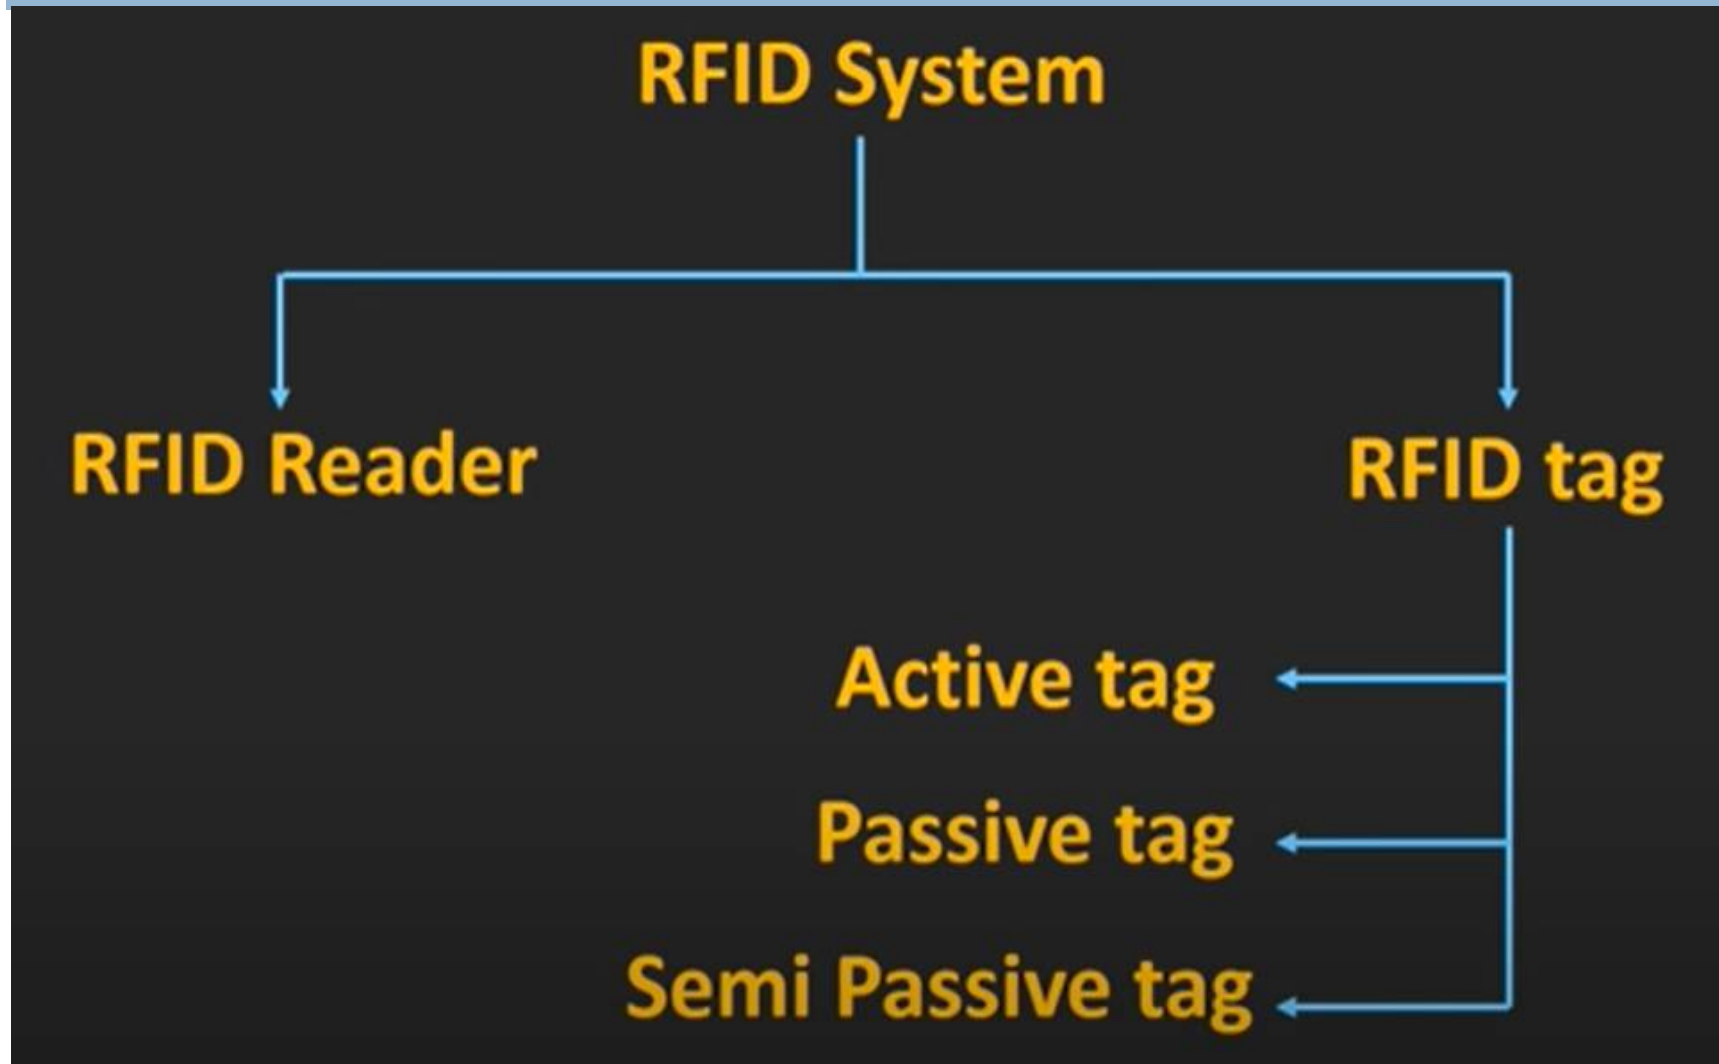 RFID System
RFID Reader
RFID tag
Active tag
Passive tag
Semi Passive tag